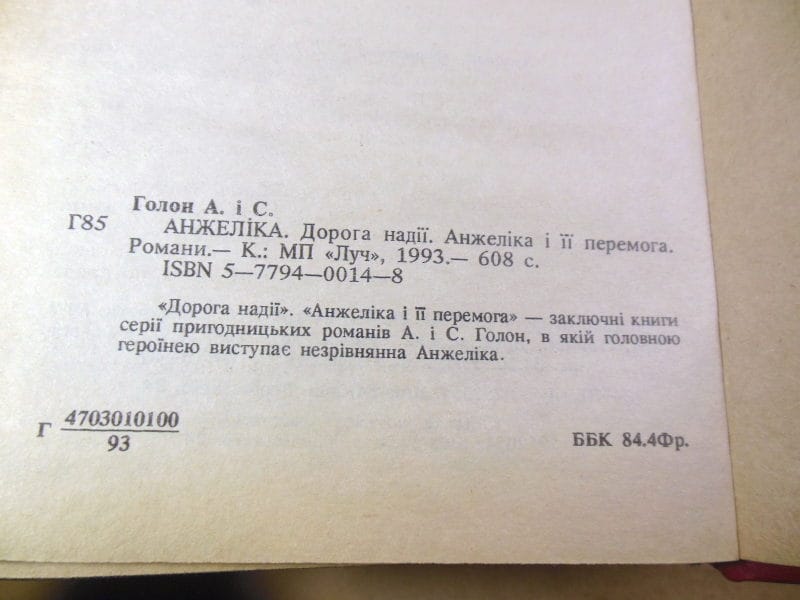 Голон А. і С.
Г85 АНЖЕЛІКА. Дорога надії. Анжеліка і її перемога.
Романи.— К.: МП «Луч», 1993.— 608 с.
ISBN 5—7794—0014—8
«Дорога надії». «Анжеліка і її перемога» — заключні книги
серії пригодницьких романів А. і С. Голон, в якій головною
героїнею виступає незрівнянна Анжеліка.
Г 4703010100
93
ББК 84.4Фр.